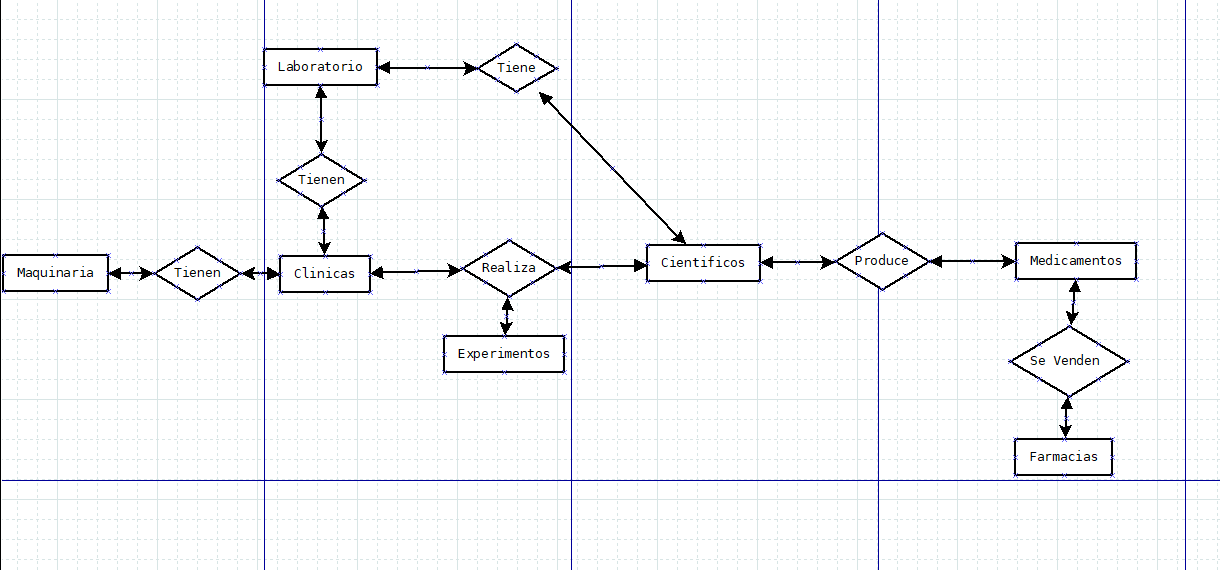 Laboratorio
Tiene
Tienen
Maquinaria
Tienen
Clinicas
Realiza
Cientificos
Produce
Medicamentos
Experimentos
Se Venden
Farmacias